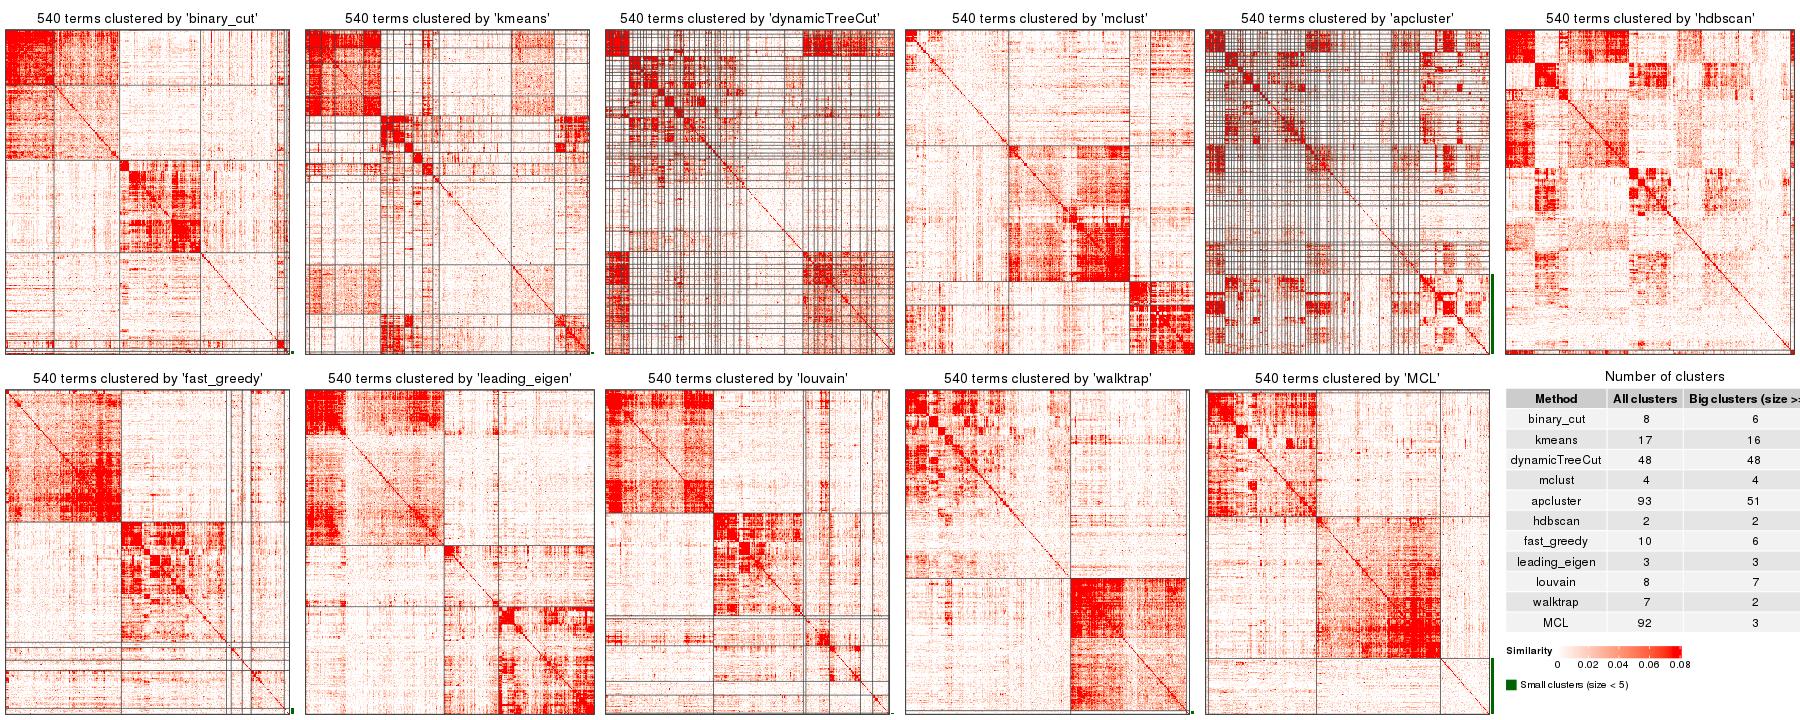 540 terms clustered by 'binary_cut'
540 terms clustered by 'kmeans'
540 terms clustered by 'dynamicTreeCut'
540 terms clustered by 'mclust'
540 terms clustered by 'apcluster'
540 terms clustered by 'hdbscan'
540 terms clustered by 'fast_greedy'
540 terms clustered by 'leading_eigen'
540 terms clustered by 'louvain'
540 terms clustered by 'walktrap'
540 terms clustered by 'MCL'
Number of clusters
Method All clusters Big clusters (size >
binary_cut 8 6
kmeans 17 16
dynamicTreeCut 48 48
mclust 4 4
apcluster 93 51
hdbscan 2 2
fast_greedy 10 6
leading_eigen 3 3
louvain 8 7
walktrap 7 2
MCL 92 3
Similarity
0 0.02 0.04 0.06 0.08
Small clusters (size < 5)